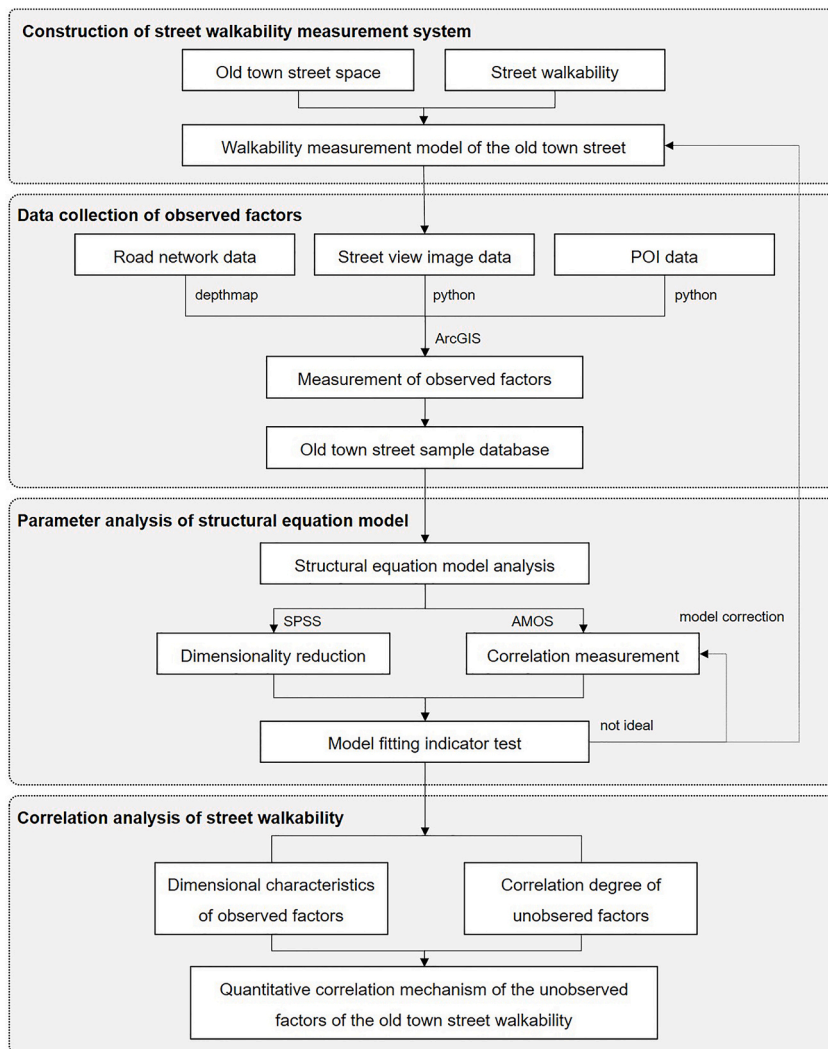 Construction of street walkability measurement system
Old town street space
Street walkability
Walkability measurement model of the old town street
Data collection of observed factors
Road network data
Street view image data
POI data
depthmap
python
python
ArcGIS
Measurement of observed factors
Old town street sample database
Parameter analysis of structural equation model
Structural equation model analysis
SPSS
AMOS
model correction
Dimensionality reduction
Correlation measurement
not ideal
Model fitting indicator test
Correlation analysis of street walkability
Dimensional characteristics
of observed factors
Correlation degree of
unobsered factors
Quantitative correlation mechanism of the unobserved
factors of the old town street walkability